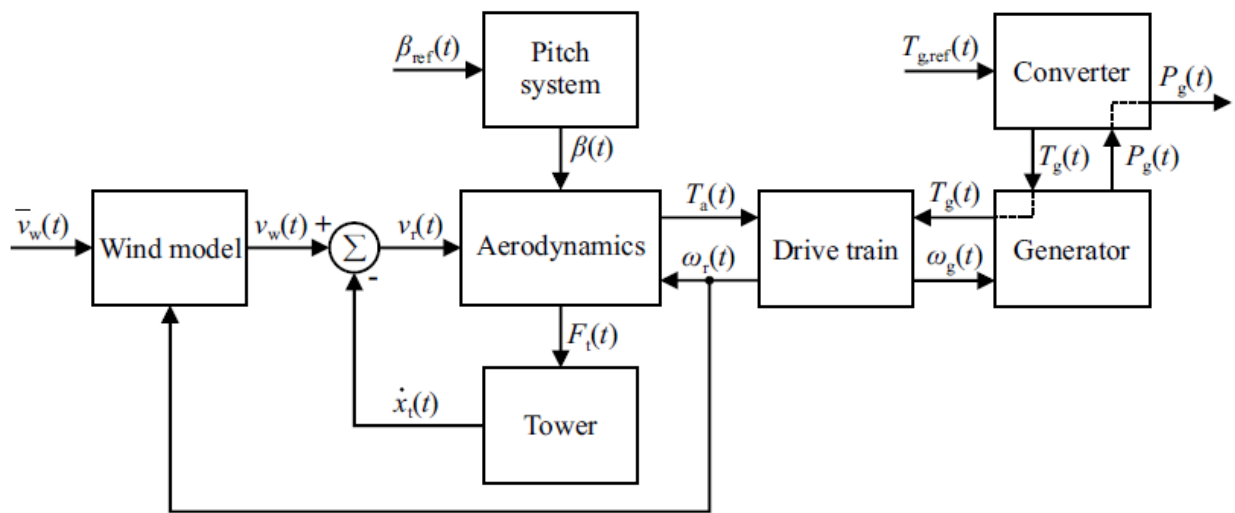 β_ref(t)
Pitch
system
T_g,ref(t)
Converter
P_g(t)
β(t)
T_g(t)
P_g(t)
v̅_w(t)
Wind model
v_w(t)
+
Σ
-
v_r(t)
Aerodynamics
T_a(t)
ω_r(t)
Drive train
T_g(t)
ω_g(t)
Generator
F_t(t)
ẋ_t(t)
Tower